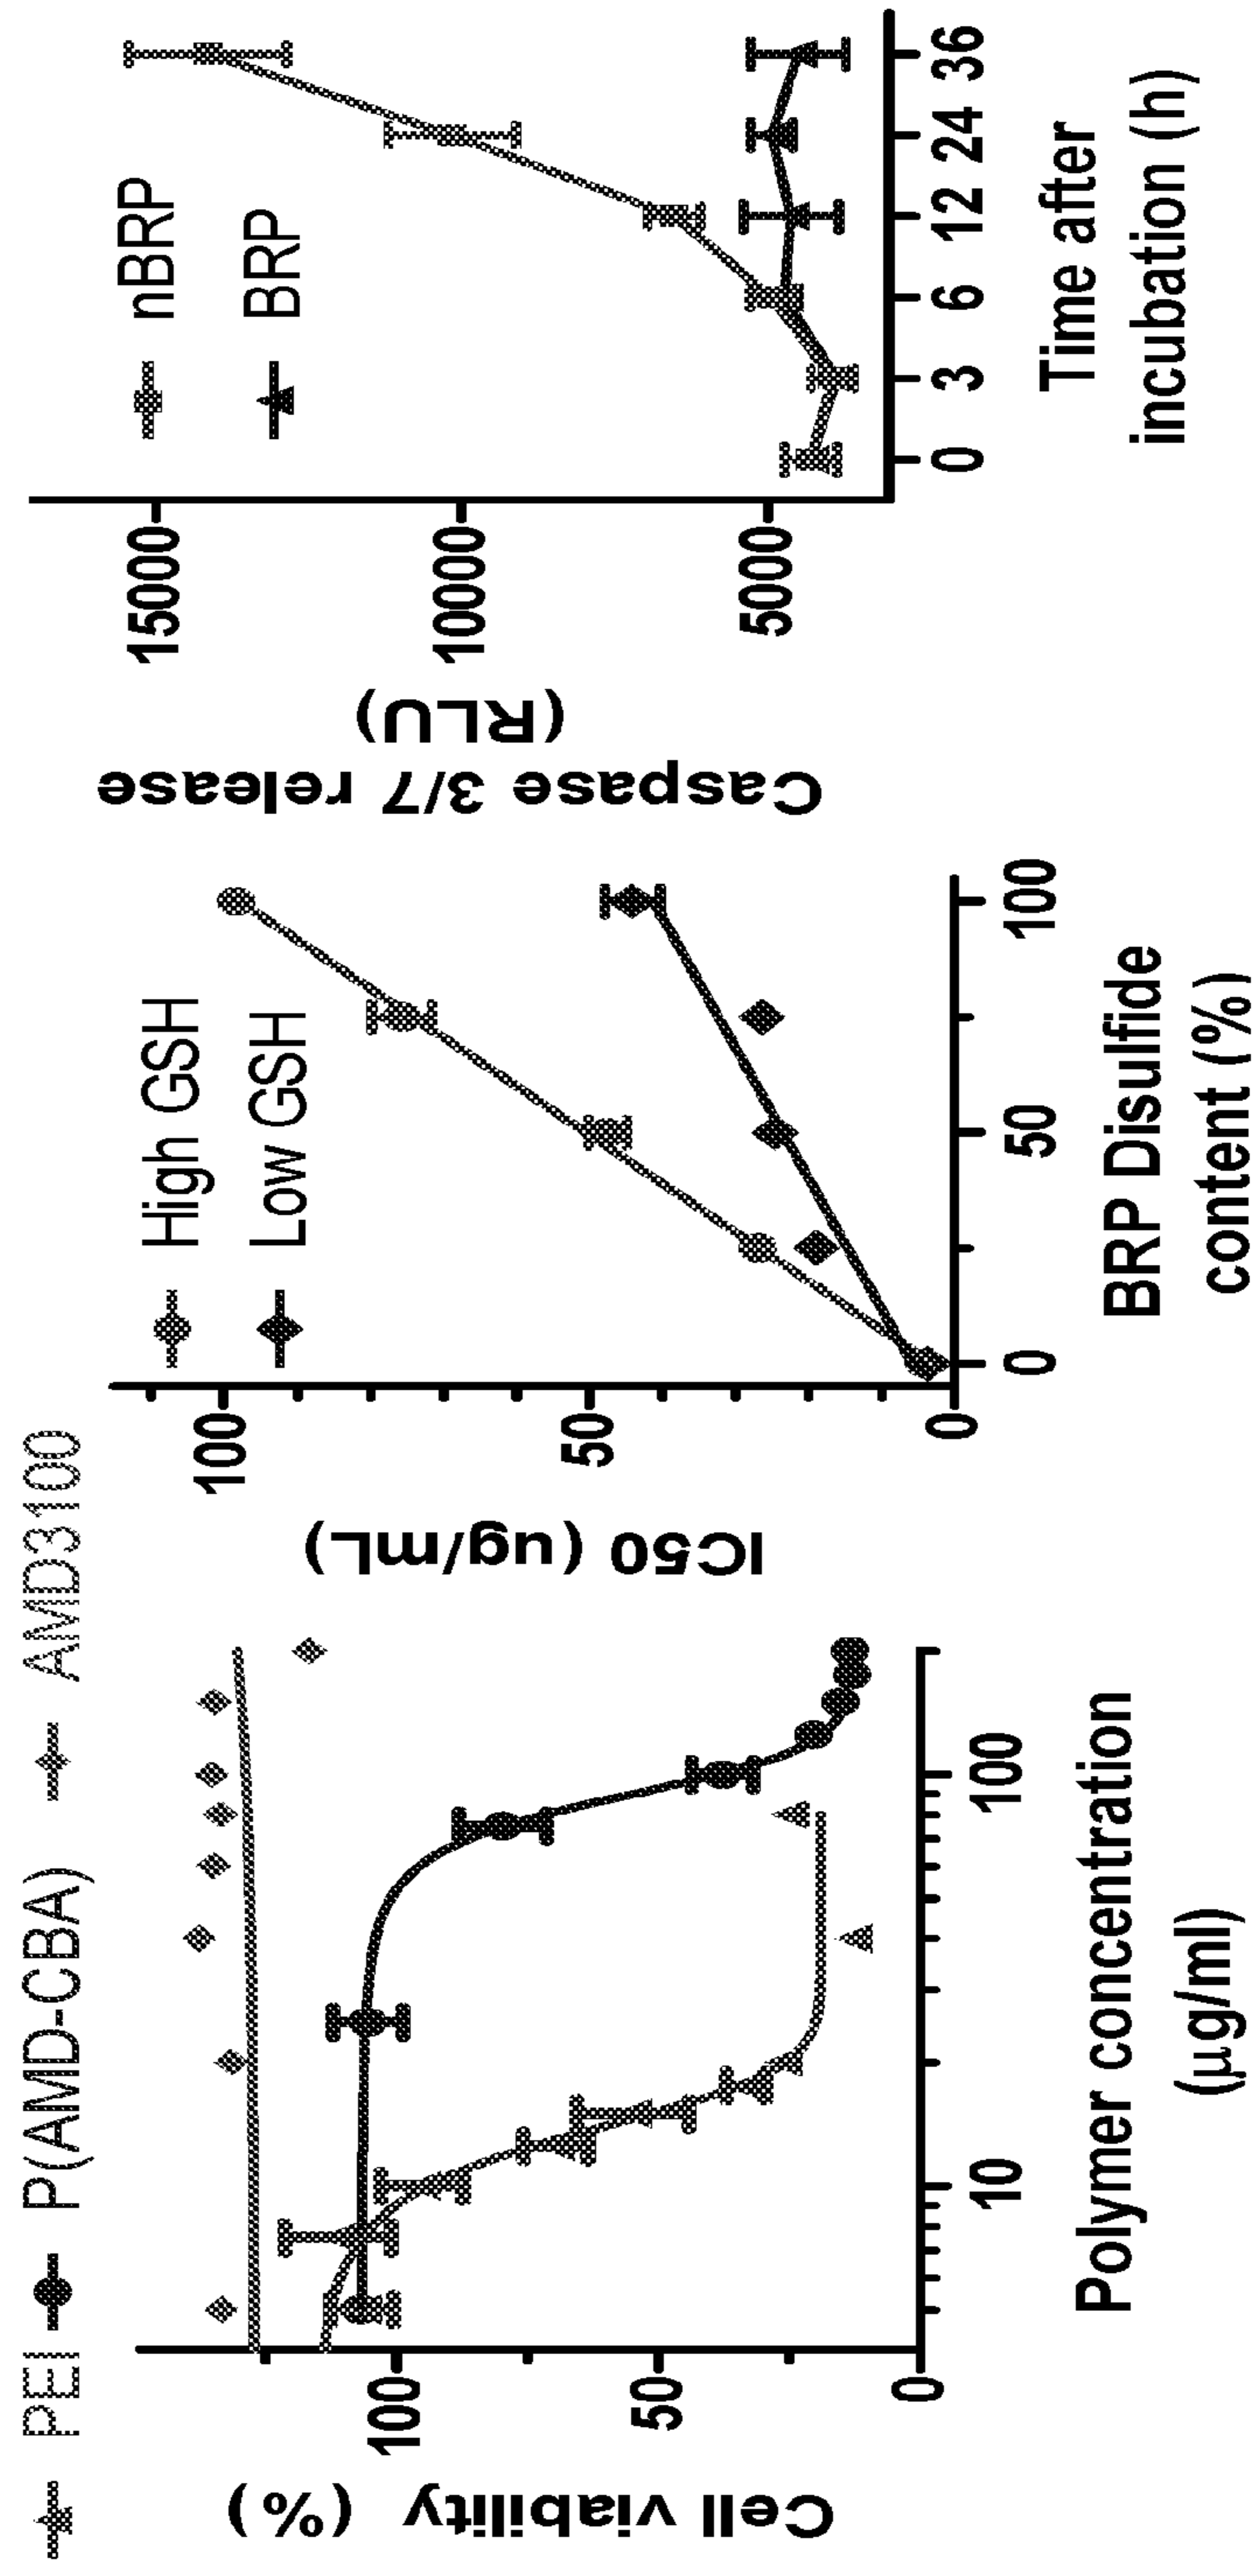 PEI P(AMD-CBA) AMD3100
Cell viability (%)
100
50
0
10 100
Polymer concentration
(μg/ml)
IC50 (ug/mL)
100
50
0
High GSH
Low GSH
0 50 100
BRP Disulfide
content (%)
Caspase 3/7 release
(RLU)
15000
10000
5000
nBRP
BRP
0 3 6 12 24 36
Time after
incubation (h)